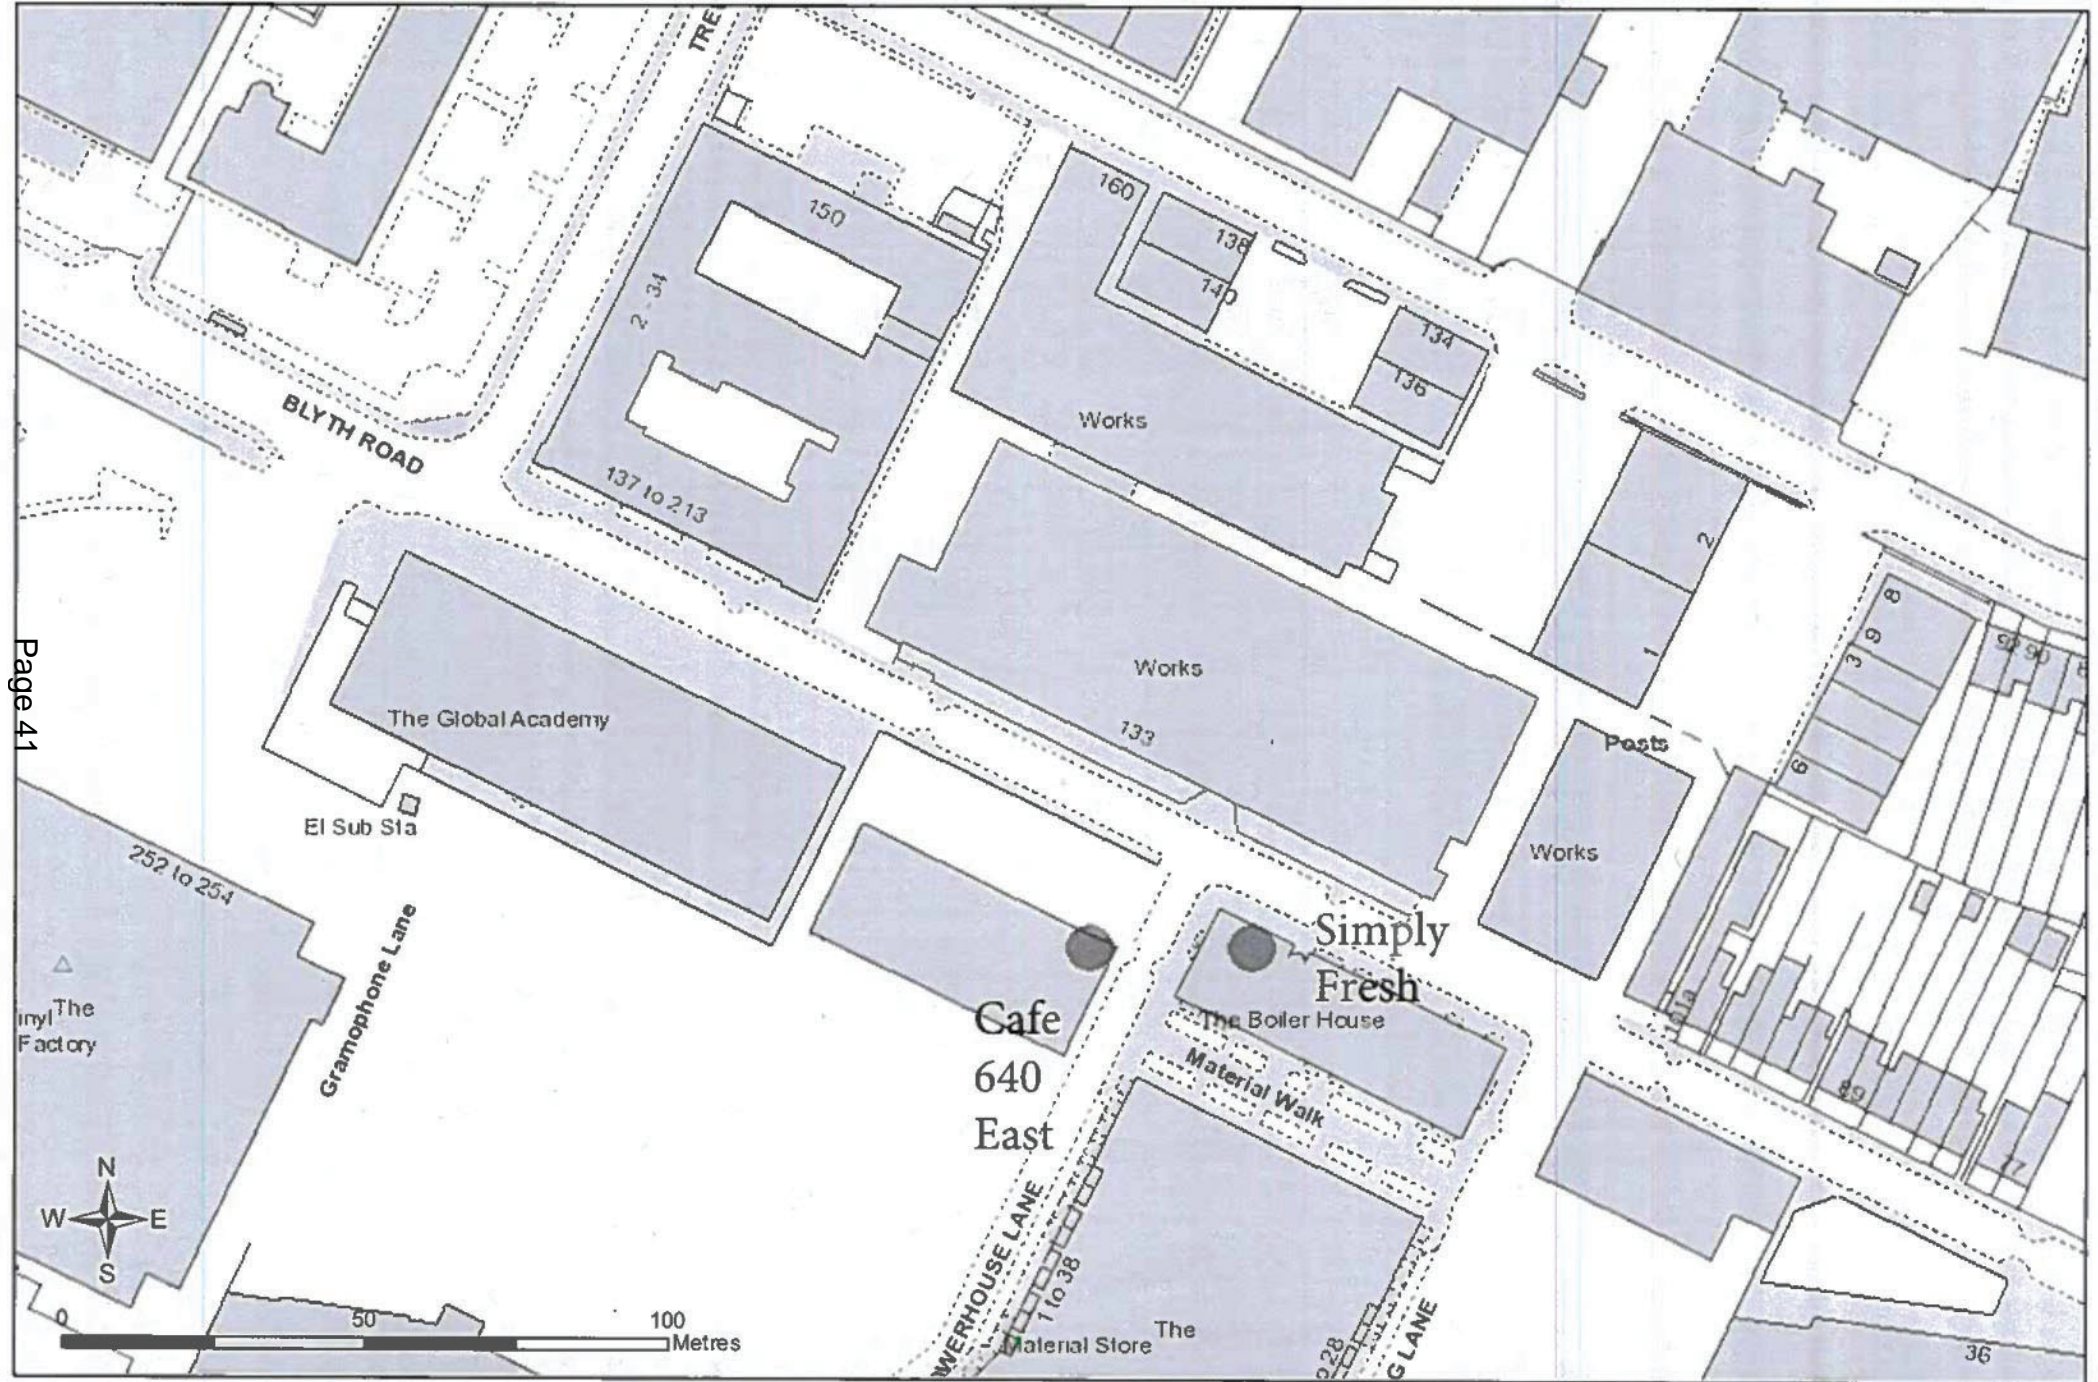 150
160
138
140
134
136
2 - 34
BLYTH ROAD
Works
137 to 213
2
1
8
9
3
6
92 90
Works
133
Posts
The Global Academy
El Sub Sta
Works
252 to 254
Gramophone Lane
Simply
Fresh
The Boiler House
Cafe
640
East
Material Walk
101a
89
77
The
Factory
Page 41
N
W E
S
0 50 100
Metres
1 to 38
The
Material Store
36